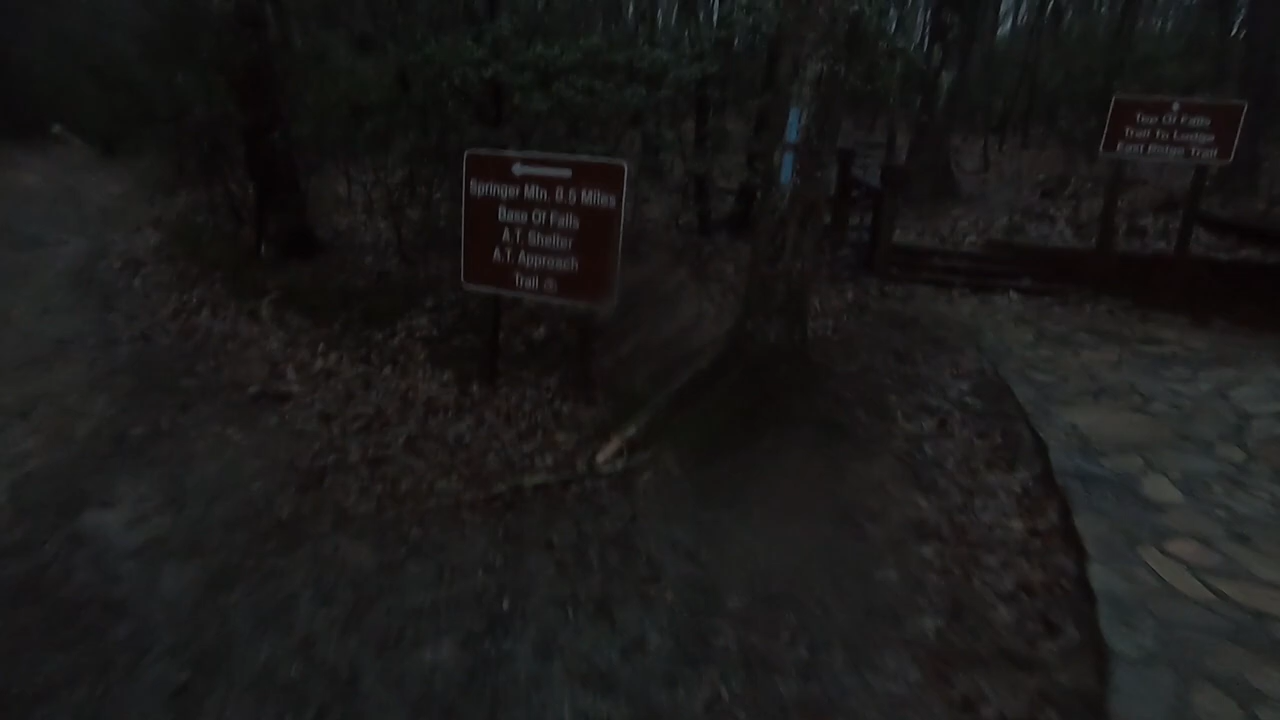 Springer Mtn. 8.5 Miles
Base Of Falls
A.T. Shelter
A.T. Approach
Trail
Top Of Falls
Trail To Lodge
East Ridge Trail